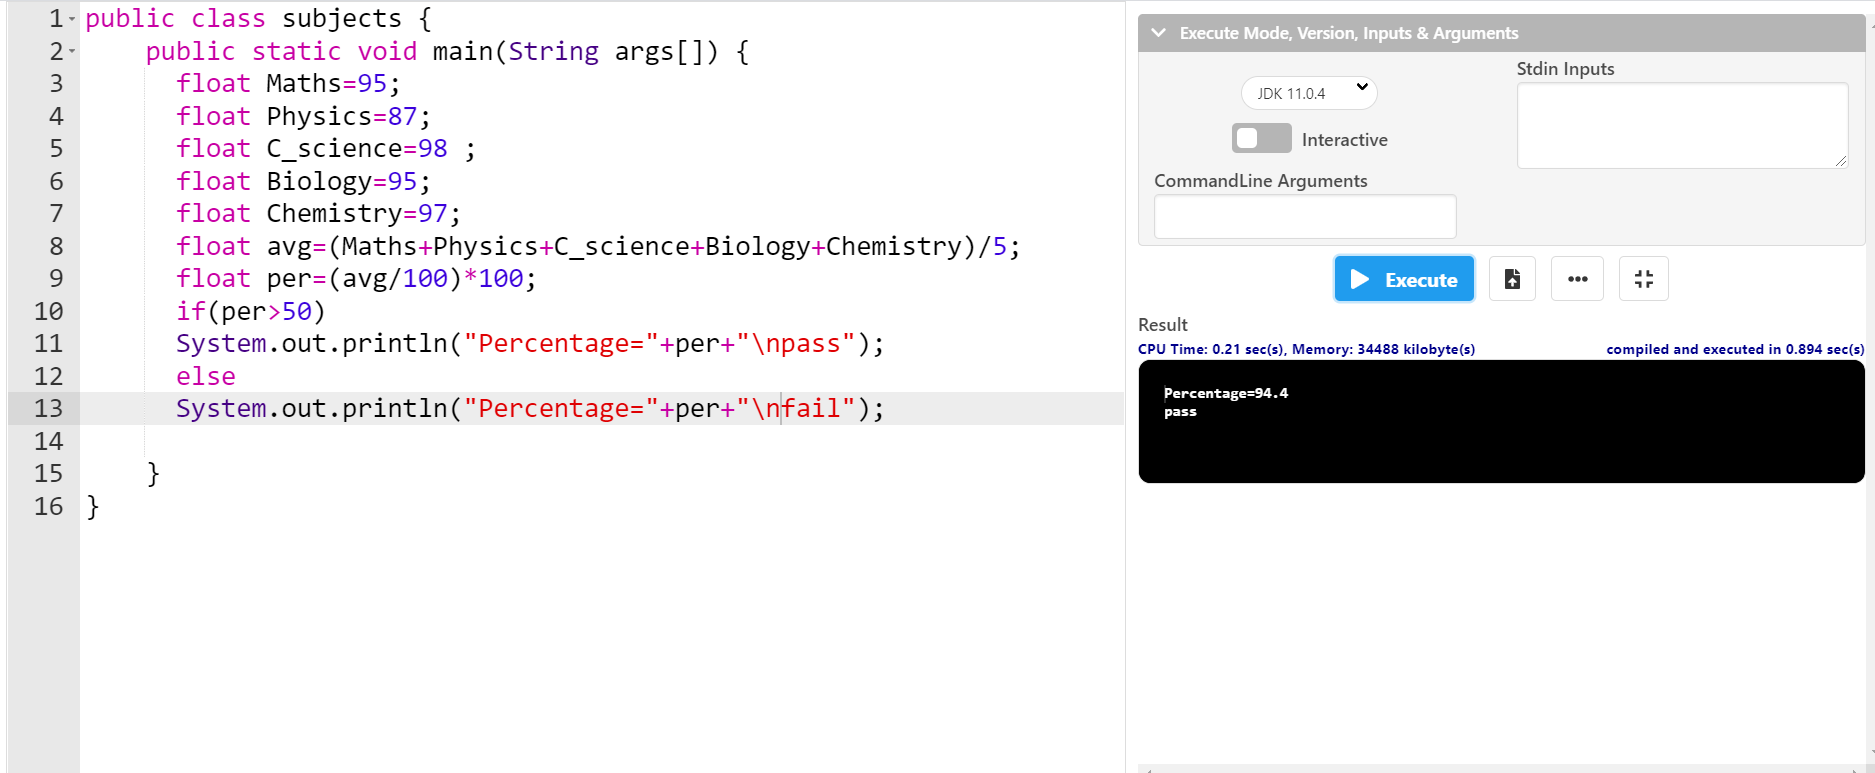 1 public class subjects {
2     public static void main(String args[]) {
3       float Maths=95;
4       float Physics=87;
5       float C_science=98 ;
6       float Biology=95;
7       float Chemistry=97;
8       float avg=(Maths+Physics+C_science+Biology+Chemistry)/5;
9       float per=(avg/100)*100;
10       if(per>50)
11       System.out.println("Percentage="+per+"\npass");
12       else
13       System.out.println("Percentage="+per+"\nfail");
14
15     }
16 }
Execute Mode, Version, Inputs & Arguments
JDK 11.0.4
Interactive
Stdin Inputs
CommandLine Arguments
Execute
Result
CPU Time: 0.21 sec(s), Memory: 34488 kilobyte(s) compiled and executed in 0.894 sec(s)
Percentage=94.4
pass